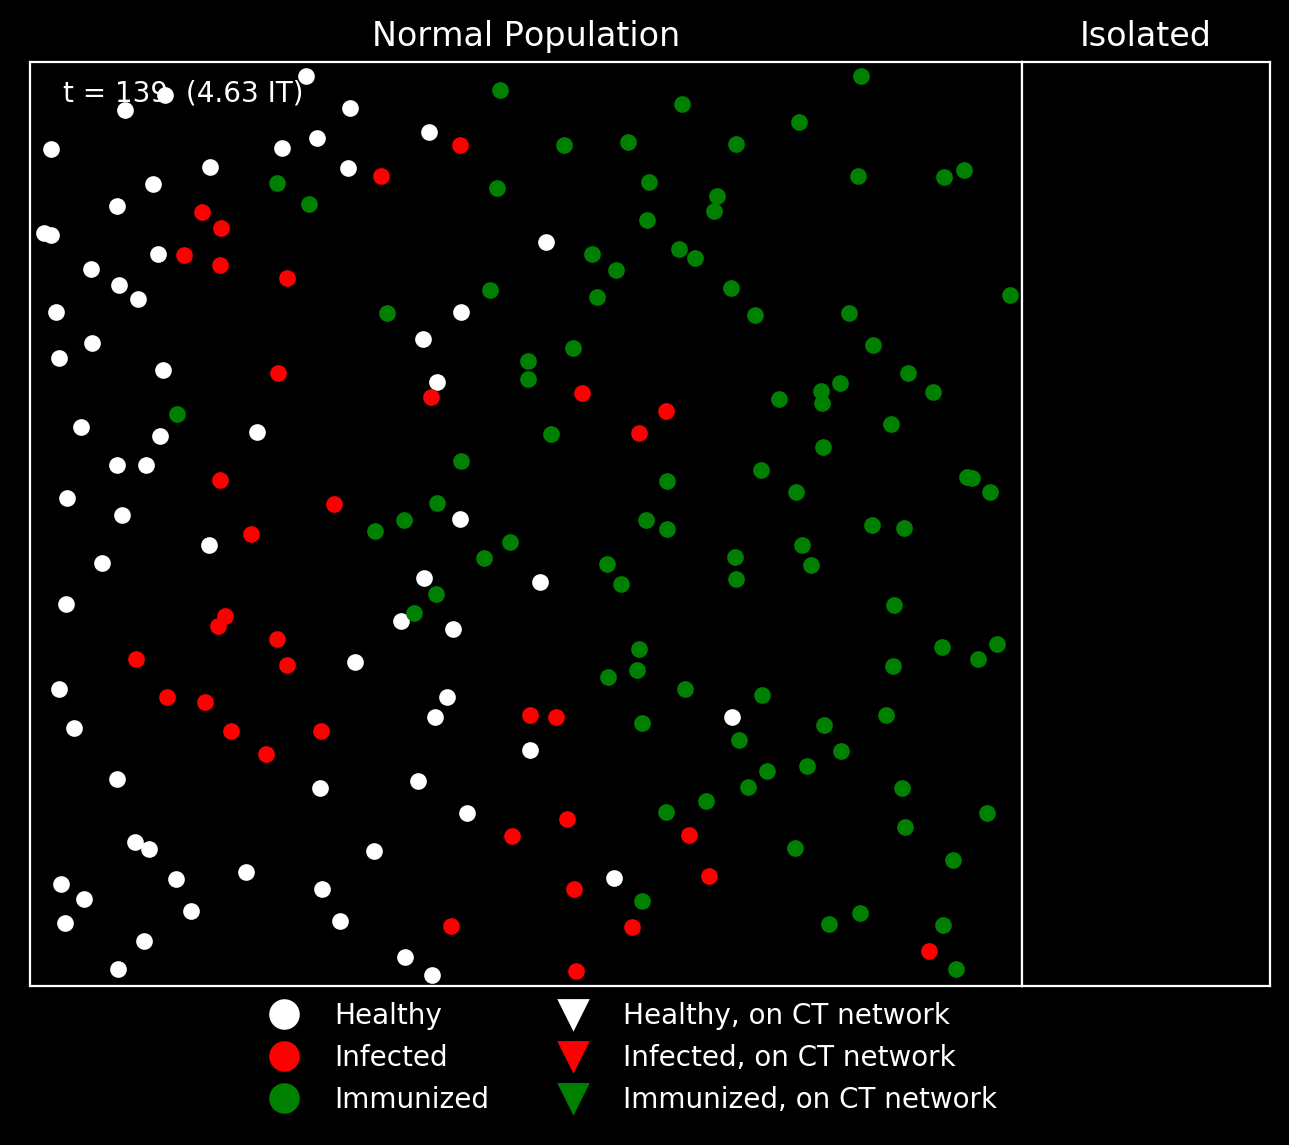 Normal Population
Isolated
t = 139  (4.63 IT)
Healthy
Healthy, on CT network
Infected
Infected, on CT network
Immunized
Immunized, on CT network